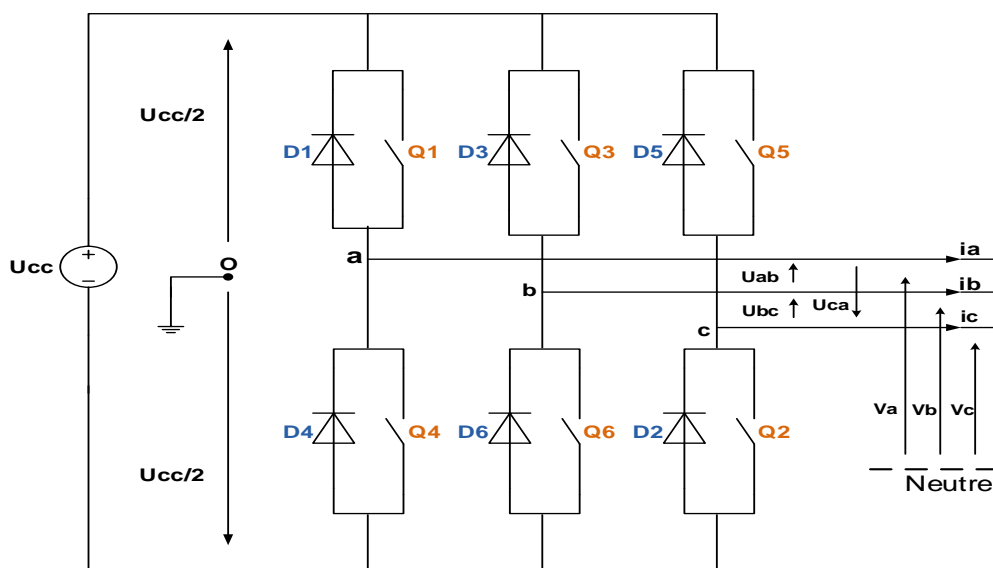 Ucc/2
D1
Q1
D3
Q3
D5
Q5
Ucc
+
−
O
a
b
c
ia
ib
ic
Uab
Ubc
Uca
Va
Vb
Vc
D4
Q4
D6
Q6
D2
Q2
Ucc/2
Neutre